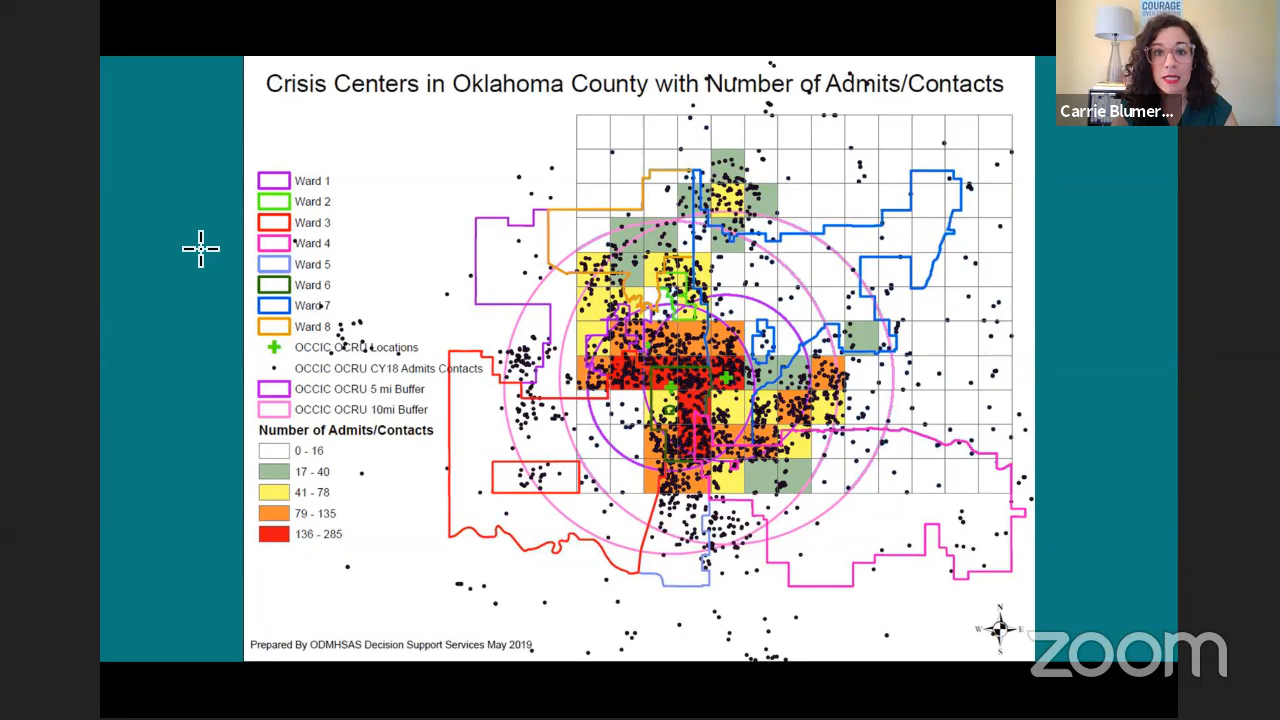 COURAGE
Carrie Blumer...
Crisis Centers in Oklahoma County with Number of Admits/Contacts
Ward 1
Ward 2
Ward 3
Ward 4
Ward 5
Ward 6
Ward 7
Ward 8
OCCIC OCRU Locations
OCCIC OCRU CY18 Admits Contacts
OCCIC OCRU 5 mi Buffer
OCCIC OCRU 10mi Buffer
Number of Admits/Contacts
0 - 16
17 - 40
41 - 78
79 - 135
136 - 285
N
W E
S
Prepared By ODMHSAS Decision Support Services May 2019
zoom